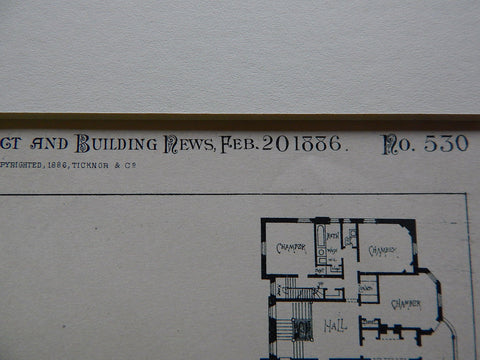 CT AND BUILDING NEWS, FEB. 20 1886. NO. 530
PYRIGHTED, 1886, TICKNOR & CO
CHAMBER BATH CHAMBER
CHAMBER
HALL